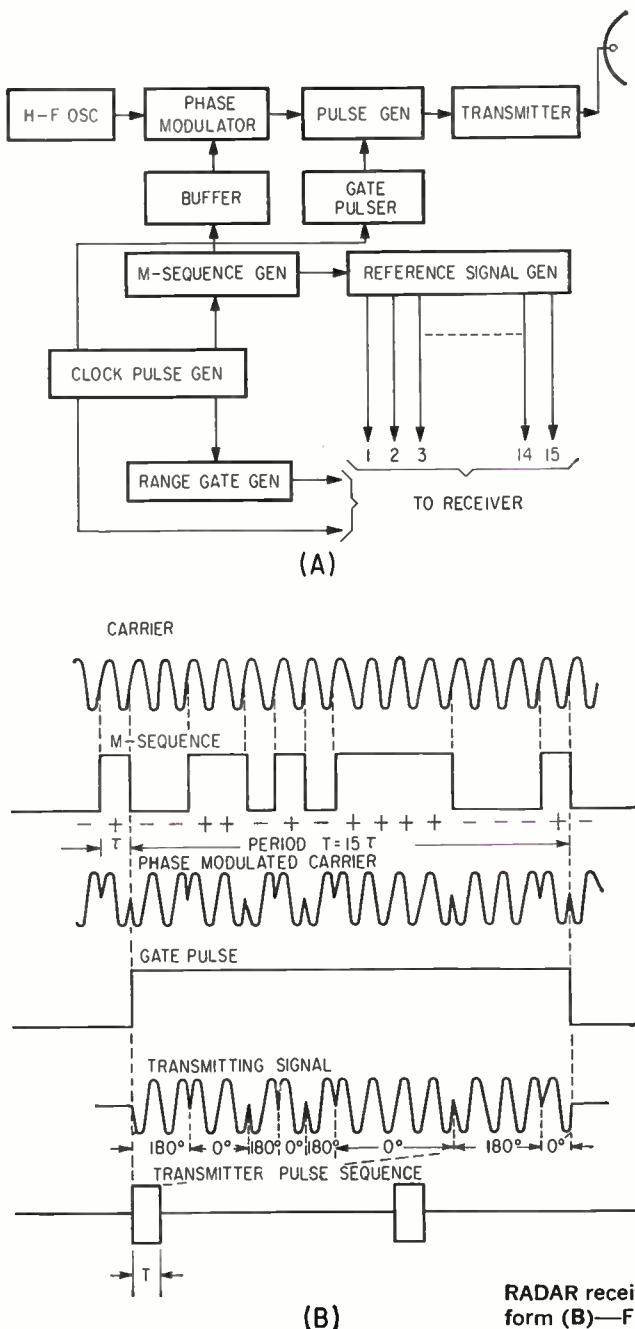 H-F OSC
PHASE MODULATOR
PULSE GEN
TRANSMITTER
BUFFER
GATE PULSER
M-SEQUENCE GEN
REFERENCE SIGNAL GEN
CLOCK PULSE GEN
1 2 3 14 15
RANGE GATE GEN
TO RECEIVER
(A)
CARRIER
M-SEQUENCE
- + - - + + - + - + + + + - - - + -
τ PERIOD T=15 τ
PHASE MODULATED CARRIER
GATE PULSE
TRANSMITTING SIGNAL
180° 0° 180° 0° 180° 0° 180° 0°
TRANSMITTER PULSE SEQUENCE
T
(B)
RADAR recei
form (B)—F